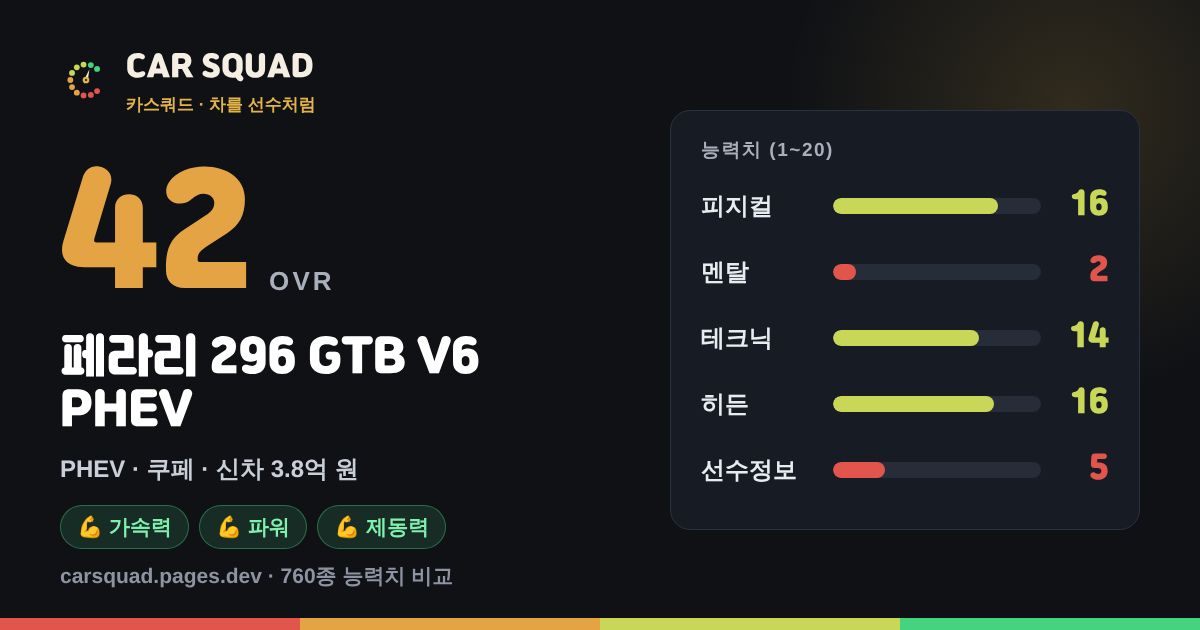 CAR SQUAD
카스쿼드 · 차를 선수처럼
42 OVR
페라리 296 GTB V6
PHEV
PHEV · 쿠페 · 신차 3.8억 원
💪 가속력 💪 파워 💪 제동력
carsquad.pages.dev · 760종 능력치 비교
능력치 (1~20)
피지컬 16
멘탈 2
테크닉 14
히든 16
선수정보 5